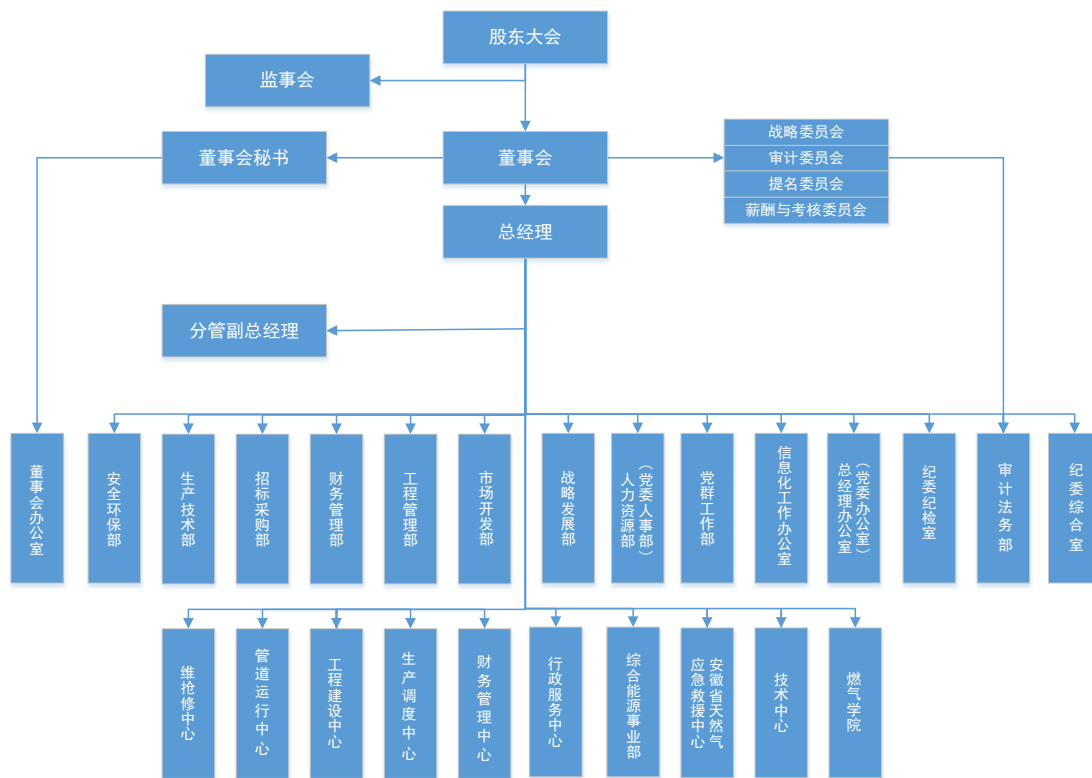 股东大会
监事会
董事会秘书
董事会
战略委员会
审计委员会
提名委员会
薪酬与考核委员会
总经理
分管副总经理
董事会办公室
安全环保部
生产技术部
招标采购部
财务管理部
工程管理部
市场开发部
战略发展部
（党委人事部）
人力资源部
党群工作部
信息化工作办公室
（党委办公室）
总经理办公室
纪委纪检室
审计法务部
纪委综合室
维抢修中心
管道运行中心
工程建设中心
生产调度中心
财务管理中心
行政服务中心
综合能源事业部
安徽省天然气
应急救援中心
技术中心
燃气学院